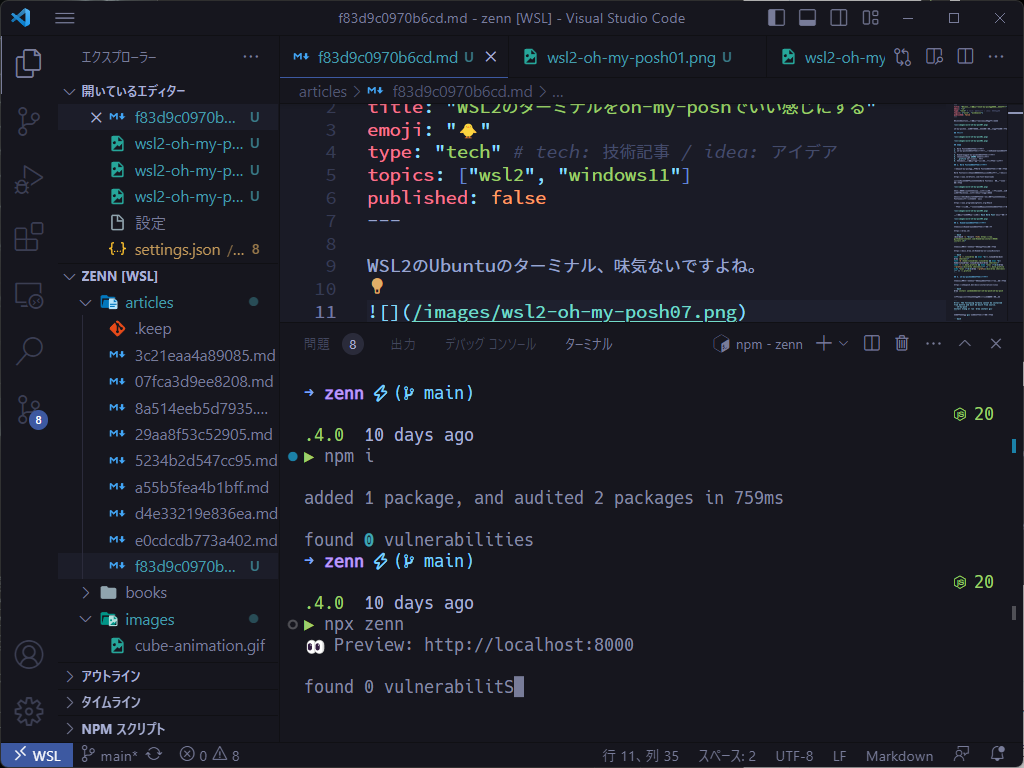 f83d9c0970b6cd.md - zenn [WSL] - Visual Studio Code
エクスプローラー
f83d9c0970b6cd.md U
wsl2-oh-my-posh01.png U
wsl2-oh-my
開いているエディター
articles > f83d9c0970b6cd.md > ...
f83d9c0970b... U
wsl2-oh-my-p... U
wsl2-oh-my-p... U
wsl2-oh-my-p... U
設定
settings.json /... 8
2 title: "WSL2のターミナルをoh-my-poshでいい感じにする"
3 emoji: "🐥"
4 type: "tech" # tech: 技術記事 / idea: アイデア
5 topics: ["wsl2", "windows11"]
6 published: false
7 ---
8
9 WSL2のUbuntuのターミナル、味気ないですよね。
10
11 ![](/images/wsl2-oh-my-posh07.png)
ZENN [WSL]
articles
.keep
3c21eaa4a89085.md
07fca3d9ee8208.md
8a514eeb5d7935....
29aa8f53c52905.md
5234b2d547cc95.md
a55b5fea4b1bff.md
d4e33219e836ea.md
e0cdcdb773a402.md
f83d9c0970b... U
books
images
cube-animation.gif
アウトライン
タイムライン
NPM スクリプト
8
問題 8 出力 デバッグ コンソール ターミナル
npm - zenn
→ zenn ⚡( main)
20
.4.0 10 days ago
▶ npm i
added 1 package, and audited 2 packages in 759ms
found 0 vulnerabilities
→ zenn ⚡( main)
20
.4.0 10 days ago
▶ npx zenn
👀 Preview: http://localhost:8000
found 0 vulnerabilitS
WSL main* 0 8
行 11、列 35 スペース: 2 UTF-8 LF Markdown